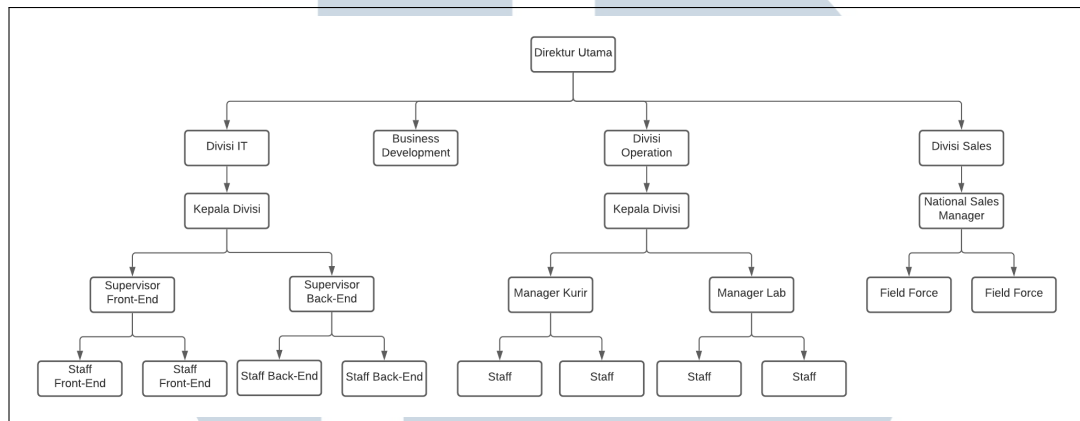 Direktur Utama
Divisi IT
Business
Development
Divisi
Operation
Divisi Sales
Kepala Divisi
Kepala Divisi
National Sales
Manager
Supervisor
Front-End
Supervisor
Back-End
Manager Kurir
Manager Lab
Field Force
Field Force
Staff
Front-End
Staff
Front-End
Staff Back-End
Staff Back-End
Staff
Staff
Staff
Staff